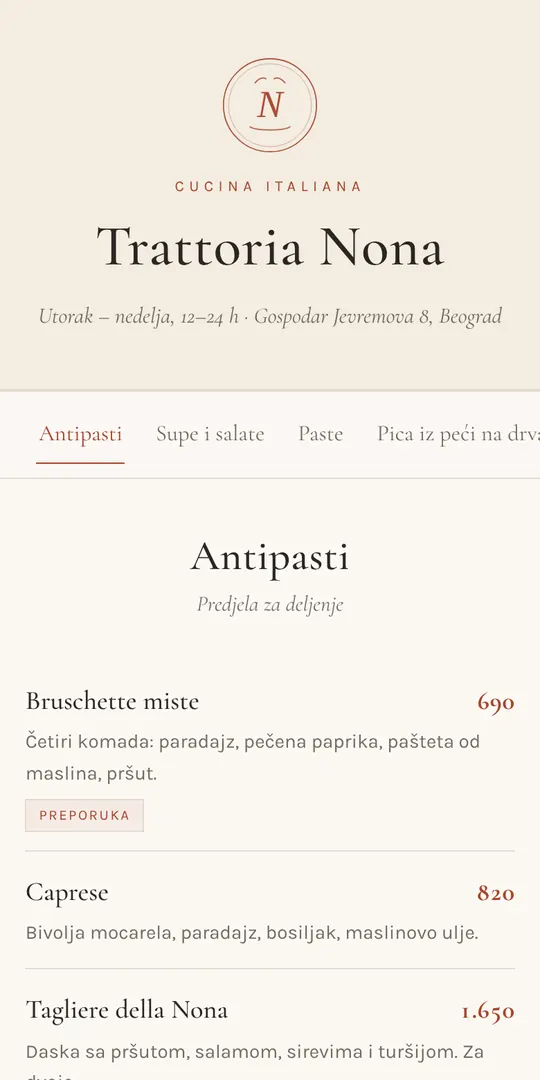 N
CUCINA ITALIANA
Trattoria Nona
Utorak – nedelja, 12–24 h · Gospodar Jevremova 8, Beograd
Antipasti Supe i salate Paste Pica iz peći na drva
Antipasti
Predjela za deljenje
Bruschette miste 690
Četiri komada: paradajz, pečena paprika, pašteta od
maslina, pršut.
PREPORUKA
Caprese 820
Bivolja mocarela, paradajz, bosiljak, maslinovo ulje.
Tagliere della Nona 1.650
Daska sa pršutom, salamom, sirevima i turšijom. Za